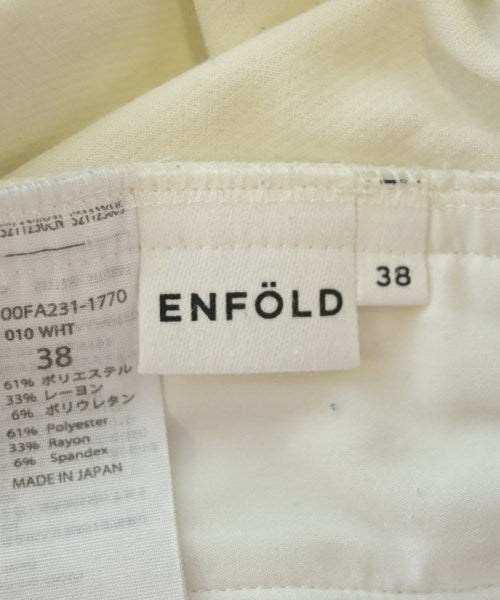 00FA231-1770
010 WHT
38
61% ポリエステル
33% レーヨン
6% ポリウレタン
61% Polyester
33% Rayon
6% Spandex
MADE IN JAPAN
ENFÖLD
38